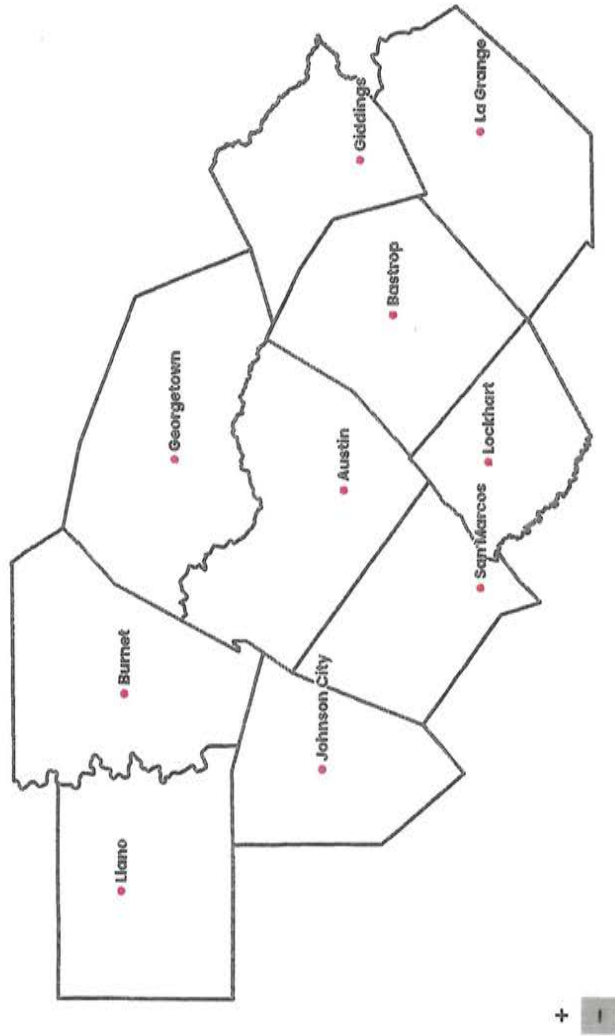 Llano
Burnet
Georgetown
Johnson City
Austin
Giddings
Bastrop
San Marcos
Lockhart
La Grange
+
-